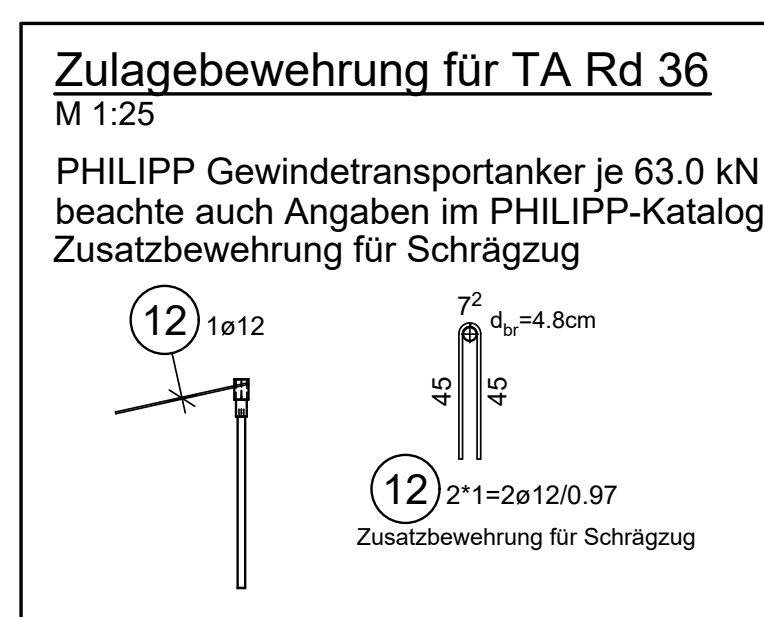 Zulagebewehrung für TA Rd 36
M 1:25
PHILIPP Gewindetransportanker je 63.0 kN
beachte auch Angaben im PHILIPP-Katalog
Zusatzbewehrung für Schrägzug
12 1ø12
7²
d_br=4.8cm
45 45
12 2*1=2ø12/0.97
Zusatzbewehrung für Schrägzug